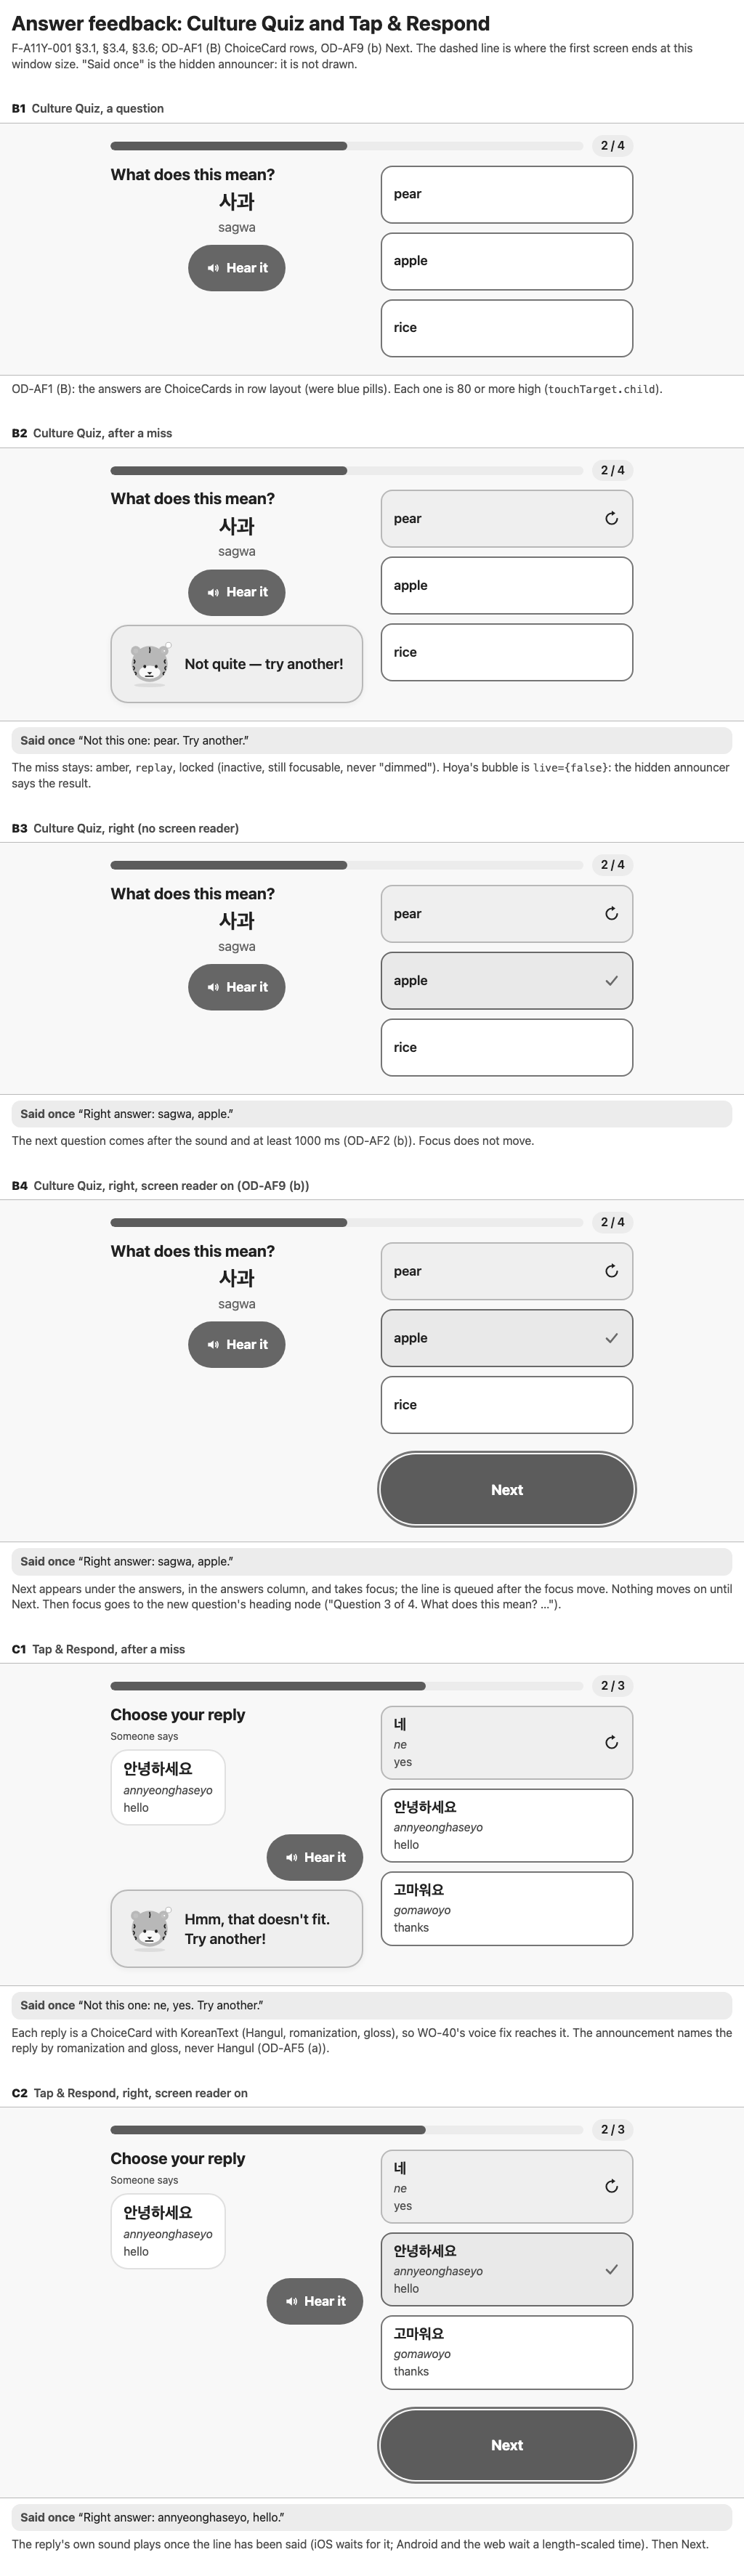 Answer feedback: Culture Quiz and Tap & Respond
F-A11Y-001 §3.1, §3.4, §3.6; OD-AF1 (B) ChoiceCard rows, OD-AF9 (b) Next. The dashed line is where the first screen ends at this
window size. "Said once" is the hidden announcer: it is not drawn.
B1 Culture Quiz, a question
2 / 4
What does this mean?
사과
sagwa
Hear it
pear
apple
rice
OD-AF1 (B): the answers are ChoiceCards in row layout (were blue pills). Each one is 80 or more high (touchTarget.child).
B2 Culture Quiz, after a miss
2 / 4
What does this mean?
사과
sagwa
Hear it
Not quite — try another!
pear
apple
rice
Said once “Not this one: pear. Try another.”
The miss stays: amber, replay, locked (inactive, still focusable, never "dimmed"). Hoya's bubble is live={false}: the hidden announcer
says the result.
B3 Culture Quiz, right (no screen reader)
2 / 4
What does this mean?
사과
sagwa
Hear it
pear
apple
rice
Said once “Right answer: sagwa, apple.”
The next question comes after the sound and at least 1000 ms (OD-AF2 (b)). Focus does not move.
B4 Culture Quiz, right, screen reader on (OD-AF9 (b))
2 / 4
What does this mean?
사과
sagwa
Hear it
pear
apple
rice
Next
Said once “Right answer: sagwa, apple.”
Next appears under the answers, in the answers column, and takes focus; the line is queued after the focus move. Nothing moves on until
Next. Then focus goes to the new question's heading node ("Question 3 of 4. What does this mean? ...").
C1 Tap & Respond, after a miss
2 / 3
Choose your reply
Someone says
안녕하세요
annyeonghaseyo
hello
Hear it
Hmm, that doesn't fit.
Try another!
네
ne
yes
안녕하세요
annyeonghaseyo
hello
고마워요
gomawoyo
thanks
Said once “Not this one: ne, yes. Try another.”
Each reply is a ChoiceCard with KoreanText (Hangul, romanization, gloss), so WO-40's voice fix reaches it. The announcement names the
reply by romanization and gloss, never Hangul (OD-AF5 (a)).
C2 Tap & Respond, right, screen reader on
2 / 3
Choose your reply
Someone says
안녕하세요
annyeonghaseyo
hello
Hear it
네
ne
yes
안녕하세요
annyeonghaseyo
hello
고마워요
gomawoyo
thanks
Next
Said once “Right answer: annyeonghaseyo, hello.”
The reply's own sound plays once the line has been said (iOS waits for it; Android and the web wait a length-scaled time). Then Next.